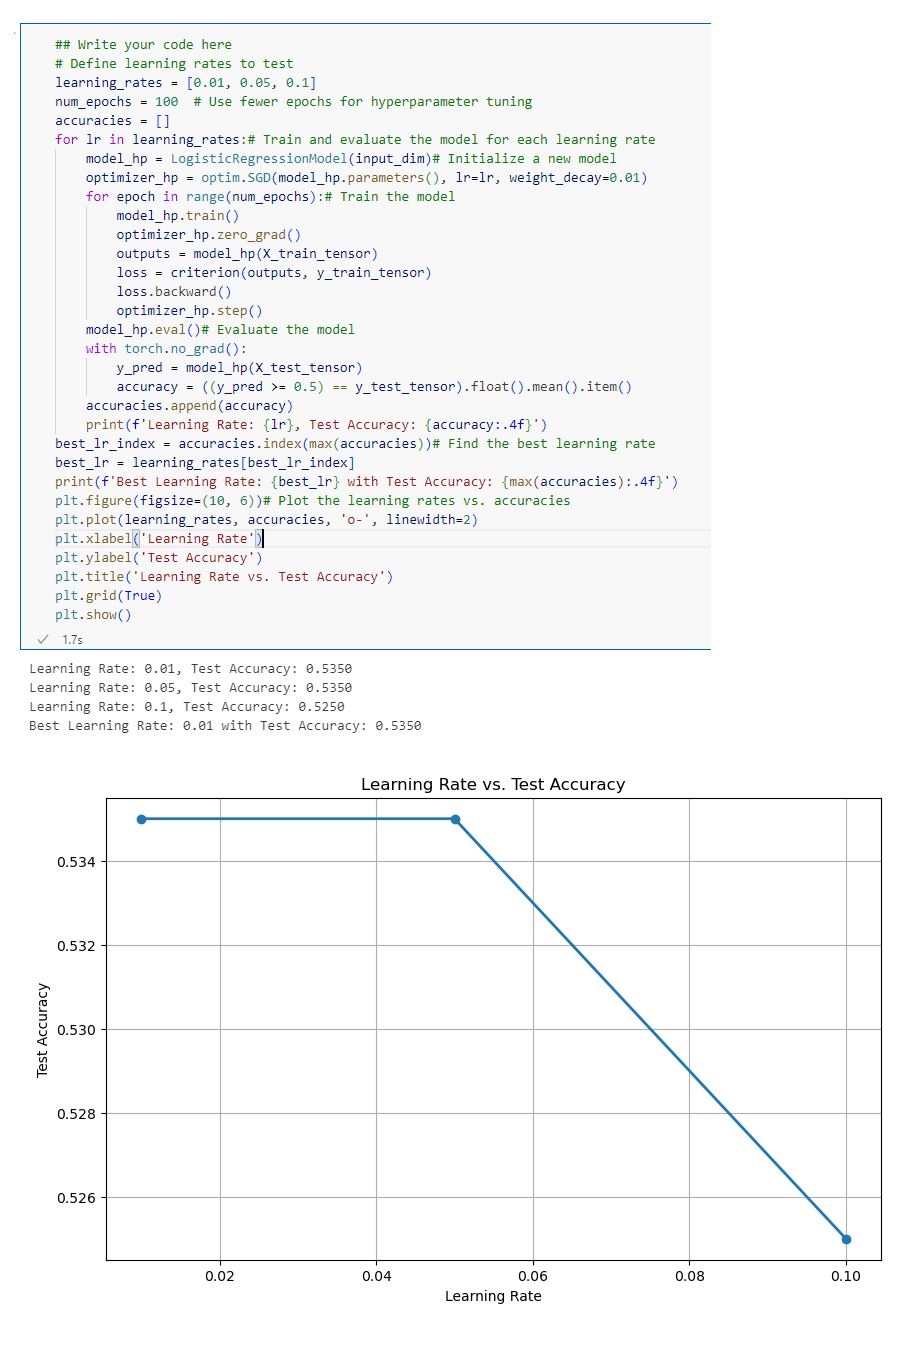 ## Write your code here
# Define learning rates to test
learning_rates = [0.01, 0.05, 0.1]
num_epochs = 100  # Use fewer epochs for hyperparameter tuning
accuracies = []
for lr in learning_rates:# Train and evaluate the model for each learning rate
    model_hp = LogisticRegressionModel(input_dim)# Initialize a new model
    optimizer_hp = optim.SGD(model_hp.parameters(), lr=lr, weight_decay=0.01)
    for epoch in range(num_epochs):# Train the model
        model_hp.train()
        optimizer_hp.zero_grad()
        outputs = model_hp(X_train_tensor)
        loss = criterion(outputs, y_train_tensor)
        loss.backward()
        optimizer_hp.step()
    model_hp.eval()# Evaluate the model
    with torch.no_grad():
        y_pred = model_hp(X_test_tensor)
        accuracy = ((y_pred >= 0.5) == y_test_tensor).float().mean().item()
    accuracies.append(accuracy)
    print(f'Learning Rate: {lr}, Test Accuracy: {accuracy:.4f}')
best_lr_index = accuracies.index(max(accuracies))# Find the best learning rate
best_lr = learning_rates[best_lr_index]
print(f'Best Learning Rate: {best_lr} with Test Accuracy: {max(accuracies):.4f}')
plt.figure(figsize=(10, 6))# Plot the learning rates vs. accuracies
plt.plot(learning_rates, accuracies, 'o-', linewidth=2)
plt.xlabel('Learning Rate')
plt.ylabel('Test Accuracy')
plt.title('Learning Rate vs. Test Accuracy')
plt.grid(True)
plt.show()
1.7s
Learning Rate: 0.01, Test Accuracy: 0.5350
Learning Rate: 0.05, Test Accuracy: 0.5350
Learning Rate: 0.1, Test Accuracy: 0.5250
Best Learning Rate: 0.01 with Test Accuracy: 0.5350
Learning Rate vs. Test Accuracy
0.534
0.532
0.530
0.528
0.526
Test Accuracy
0.02 0.04 0.06 0.08 0.10
Learning Rate